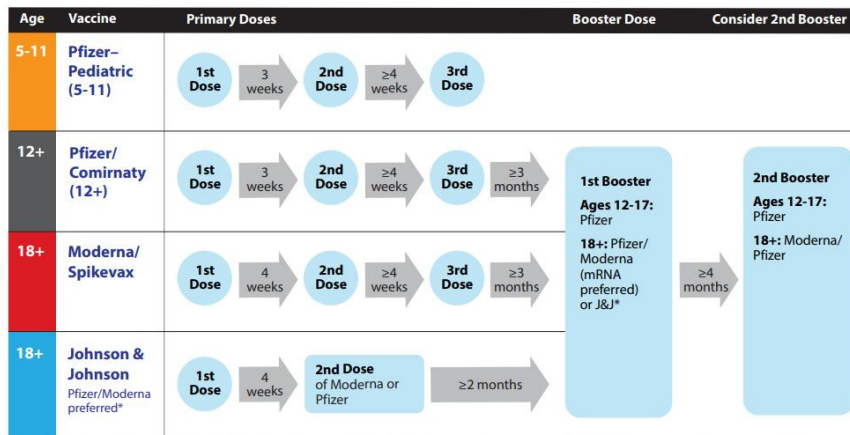 Age Vaccine Primary Doses Booster Dose Consider 2nd Booster
5-11
Pfizer–
Pediatric
(5-11)
1st
Dose
3
weeks
2nd
Dose
≥4
weeks
3rd
Dose
12+
Pfizer/
Comirnaty
(12+)
1st
Dose
3
weeks
2nd
Dose
≥4
weeks
3rd
Dose
≥3
months
18+
Moderna/
Spikevax
1st
Dose
4
weeks
2nd
Dose
≥4
weeks
3rd
Dose
≥3
months
18+
Johnson &
Johnson
Pfizer/Moderna
preferred*
1st
Dose
4
weeks
2nd Dose
of Moderna or
Pfizer
≥2 months
1st Booster
Ages 12-17:
Pfizer
18+: Pfizer/
Moderna
(mRNA
preferred)
or J&J*
≥4
months
2nd Booster
Ages 12-17:
Pfizer
18+: Moderna/
Pfizer